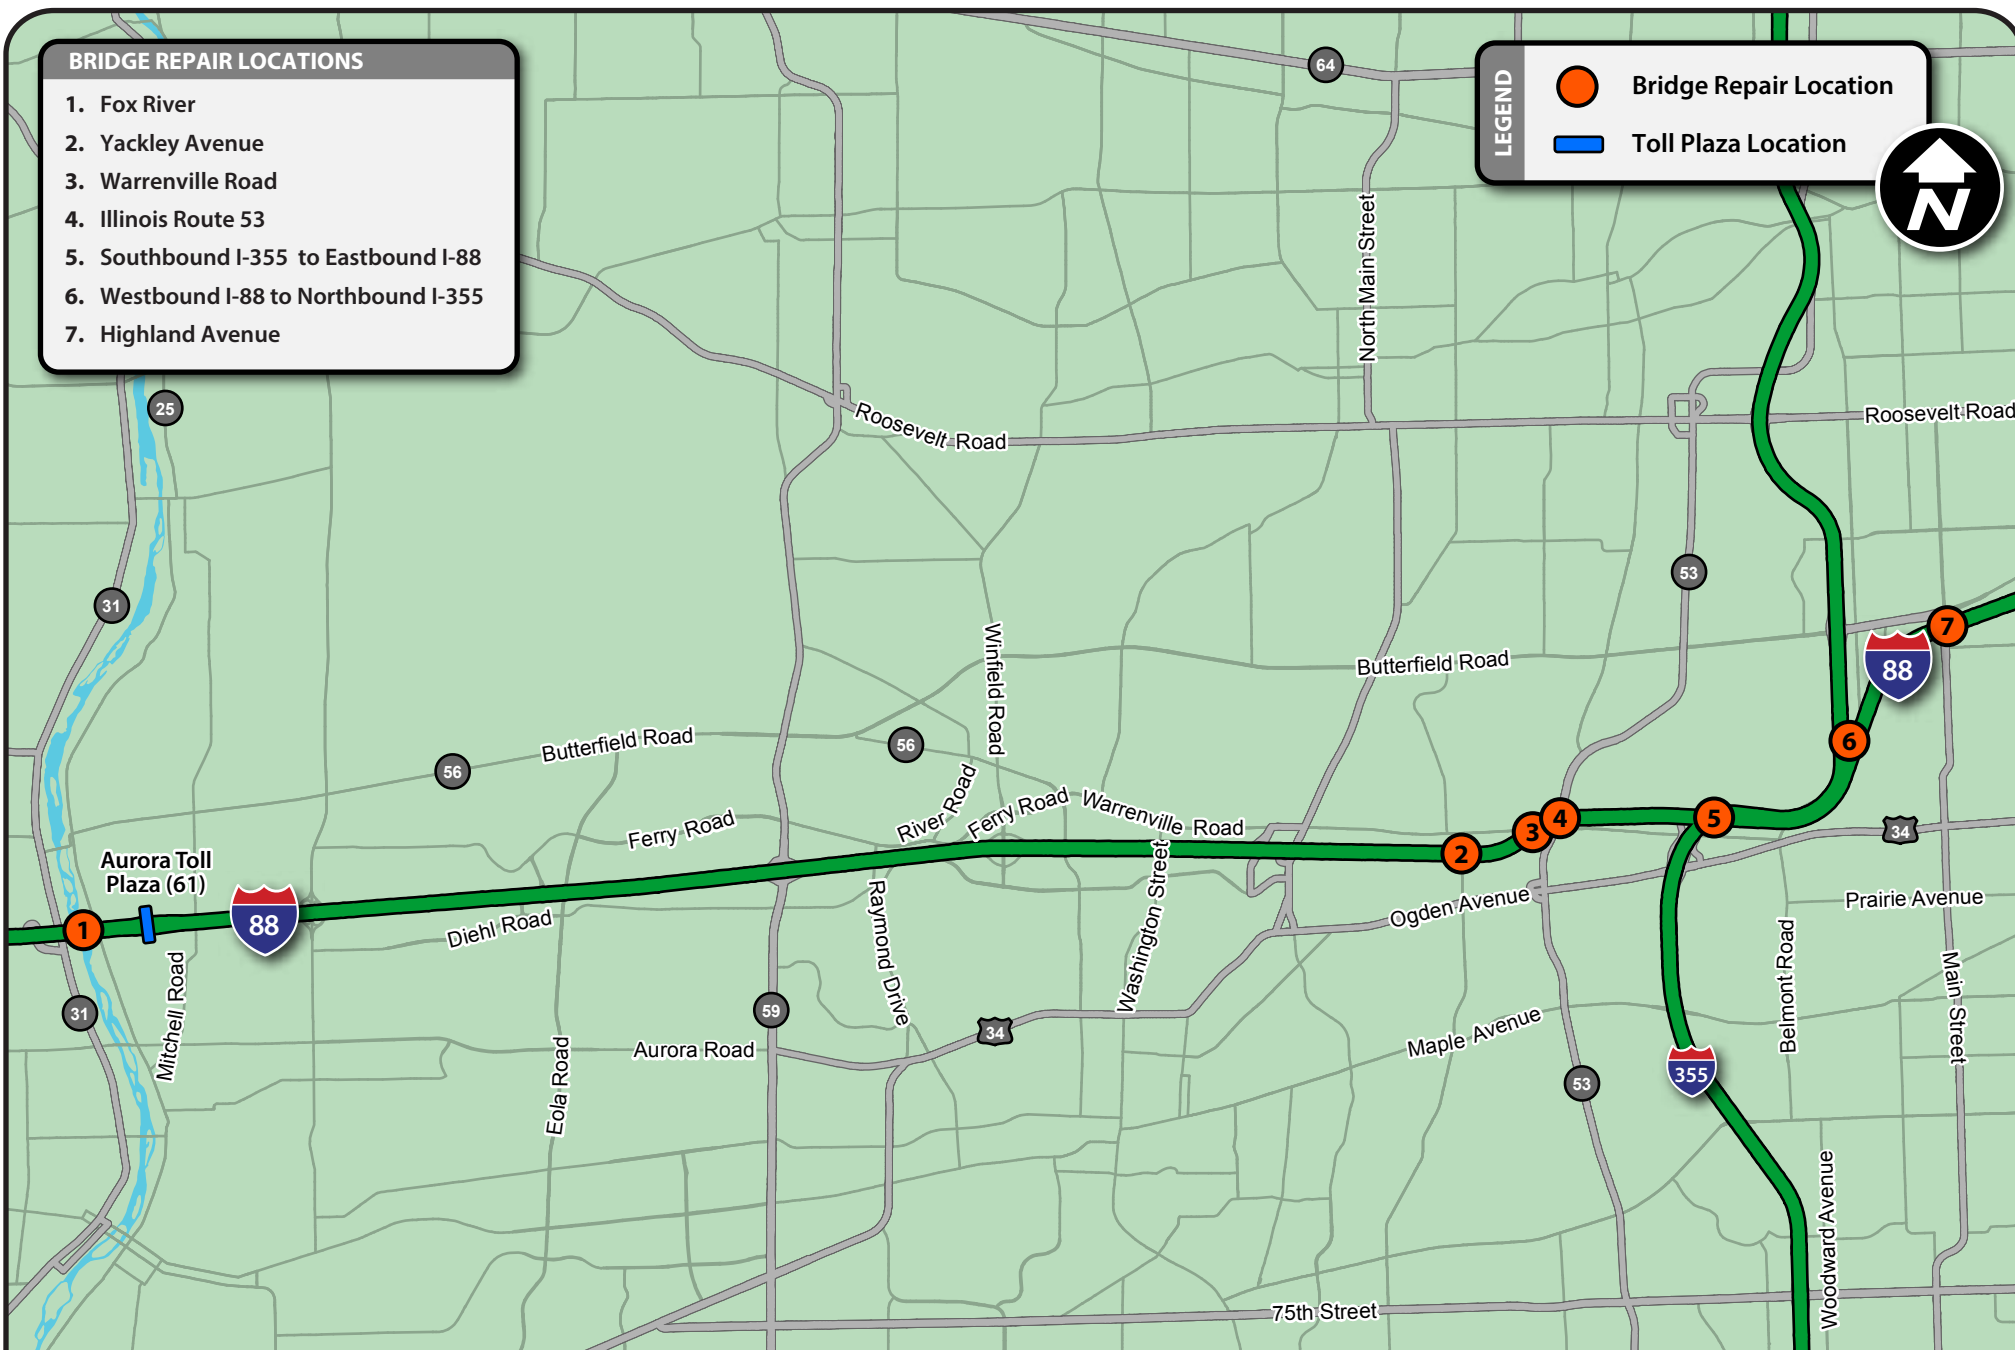 BRIDGE REPAIR LOCATIONS
1. Fox River
2. Yackley Avenue
3. Warrenville Road
4. Illinois Route 53
5. Southbound I-355 to Eastbound I-88
6. Westbound I-88 to Northbound I-355
7. Highland Avenue
LEGEND
Bridge Repair Location
Toll Plaza Location
N
64
North Main Street
25
Roosevelt Road
Roosevelt Road
31
53
7
88
Winfield Road
Butterfield Road
6
Butterfield Road
56
56
River Road
Ferry Road
Ferry Road
Warrenville Road
5
4
3
2
34
Aurora Toll
Plaza (61)
88
1
Diehl Road
Raymond Drive
Washington Street
Ogden Avenue
Prairie Avenue
Belmont Road
Main Street
Mitchell Road
31
59
34
Aurora Road
Maple Avenue
Eola Road
53
355
Woodward Avenue
75th Street